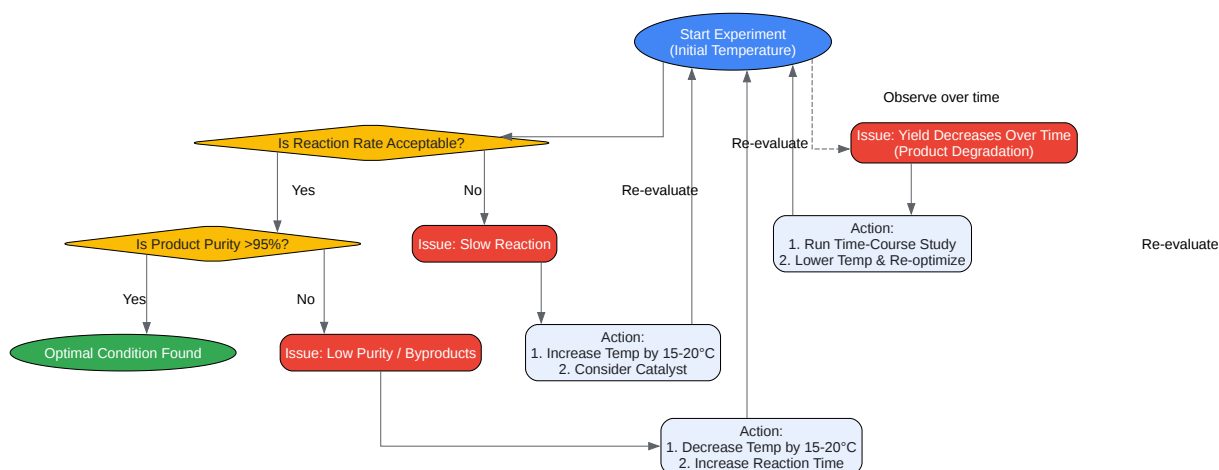 Start Experiment
(Initial Temperature)
Observe over time
Issue: Yield Decreases Over Time
(Product Degradation)
Is Reaction Rate Acceptable?
Re-evaluate
Yes
No
Re-evaluate
Is Product Purity >95%?
Issue: Slow Reaction
Action:
1. Run Time-Course Study
2. Lower Temp & Re-optimize
Re-evaluate
Yes
No
Optimal Condition Found
Issue: Low Purity / Byproducts
Action:
1. Increase Temp by 15-20°C
2. Consider Catalyst
Action:
1. Decrease Temp by 15-20°C
2. Increase Reaction Time